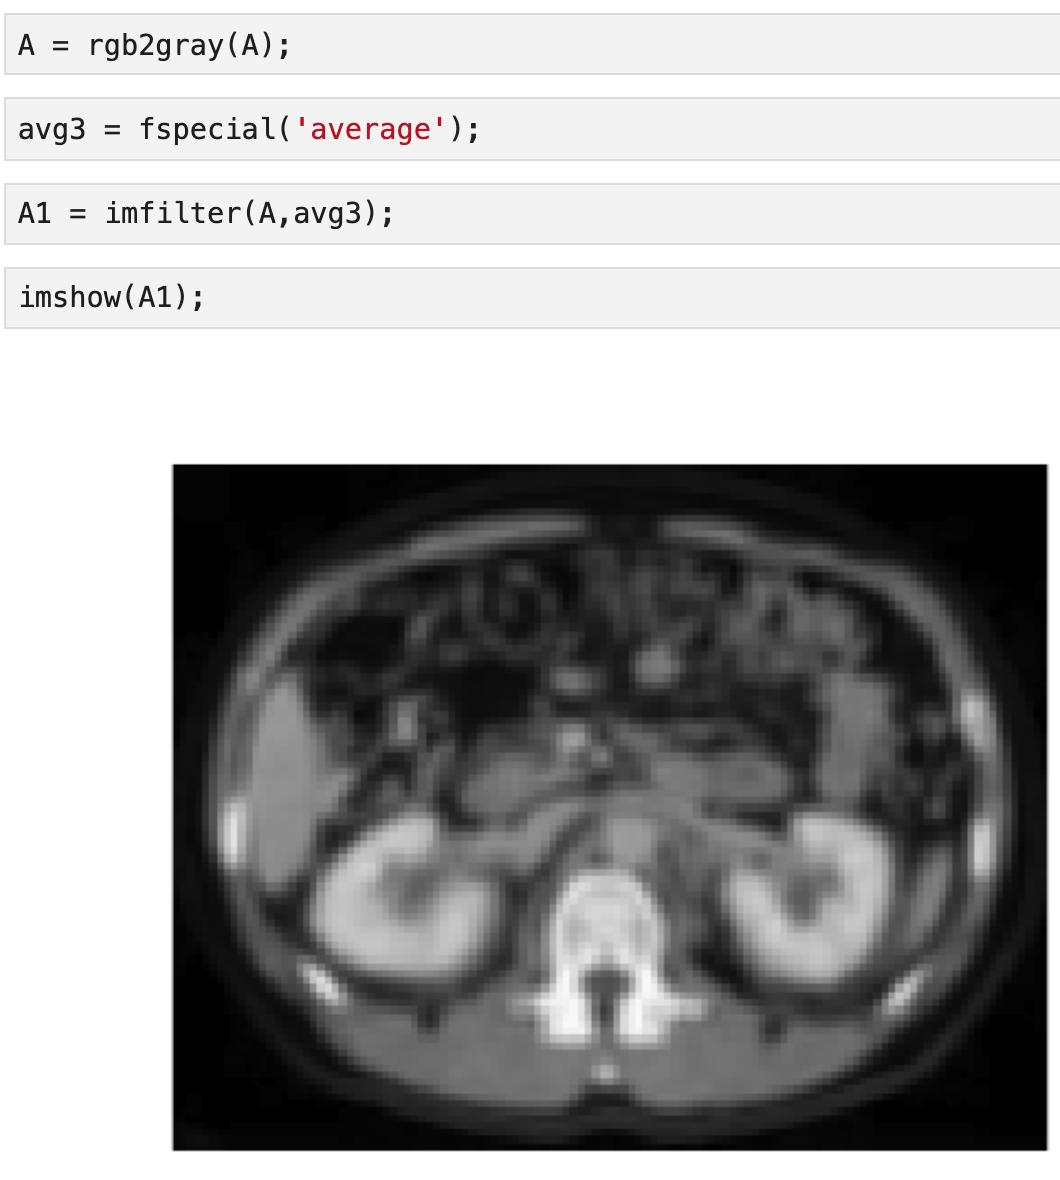 A = rgb2gray(A);
avg3 = fspecial('average');
A1 = imfilter(A,avg3);
imshow(A1);